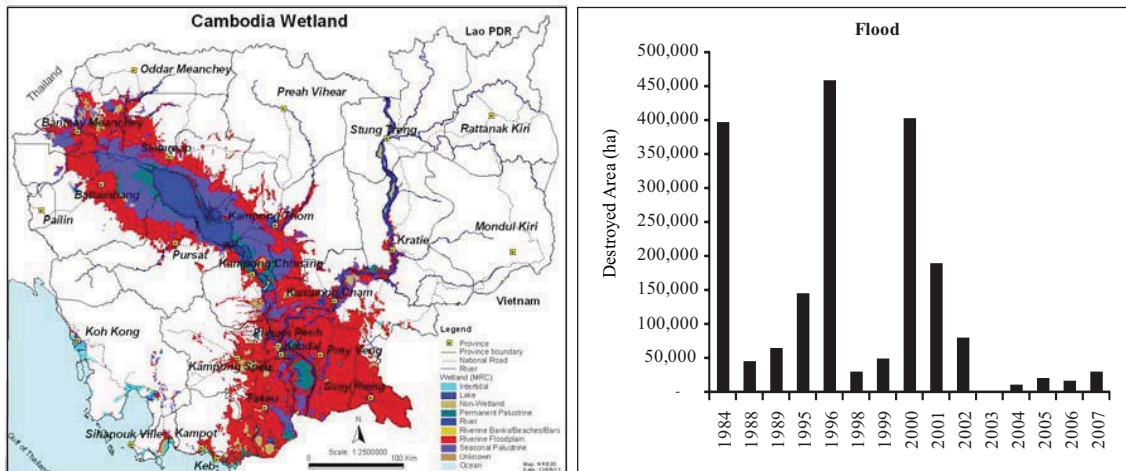 Cambodia Wetland
Lao PDR
Thailand
Oddar Meanchey
Preah Vihear
Banteay Meanchey
Stung Treng
Rattanak Kiri
Siemreap
Battambang
Pailin
Kampong Thom
Mondul Kiri
Kratie
Pursat
Kampong Chhnang
Vietnam
Kampong Cham
Koh Kong
Phnom Penh
Kandal
Prey Veng
Kampong Speu
Svay Rieng
Takeo
Sihanouk Ville
Kampot
Keb
Gulf of Thailand
Legend
Province
Province boundary
National Road
River
Wetland (MRC)
Intertidal
Lake
Non-Wetland
Permanent Palustrine
River
Riverine Banks/Beaches/Bars
Riverine Floodplain
Seasonal Palustrine
Unknown
Ocean
Scale: 1:2500000
0
100 Km
Flood
Destroyed Area (ha)
500,000
450,000
400,000
350,000
300,000
250,000
200,000
150,000
100,000
50,000
-
1984
1988
1989
1995
1996
1998
1999
2000
2001
2002
2003
2004
2005
2006
2007